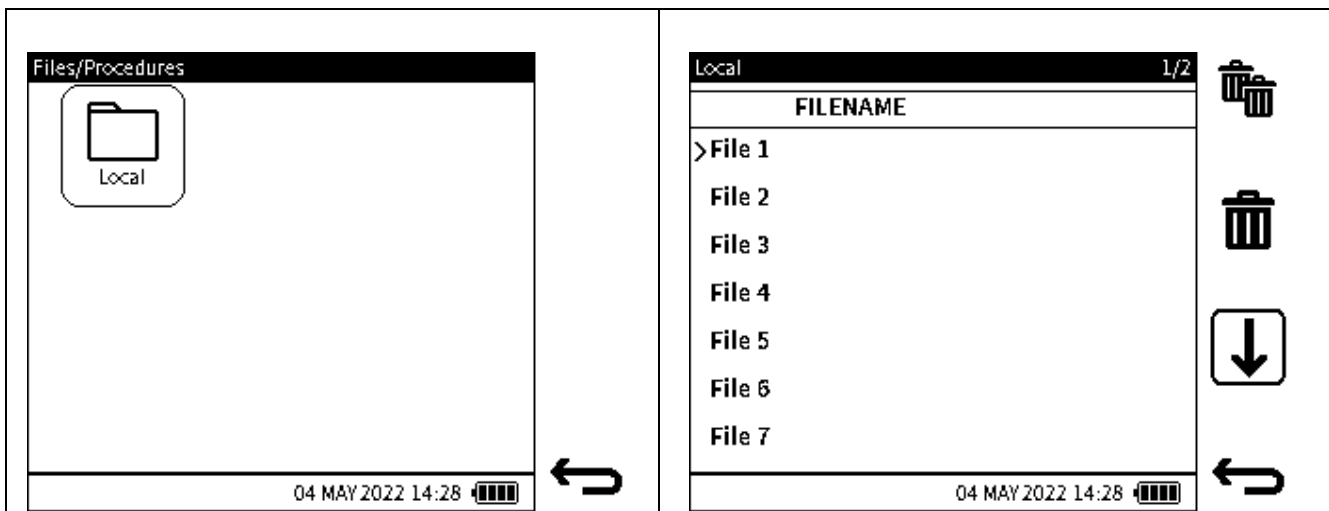 Files/Procedures
Local
04 MAY 2022 14:28
Local 1/2
FILENAME
>File 1
File 2
File 3
File 4
File 5
File 6
File 7
04 MAY 2022 14:28